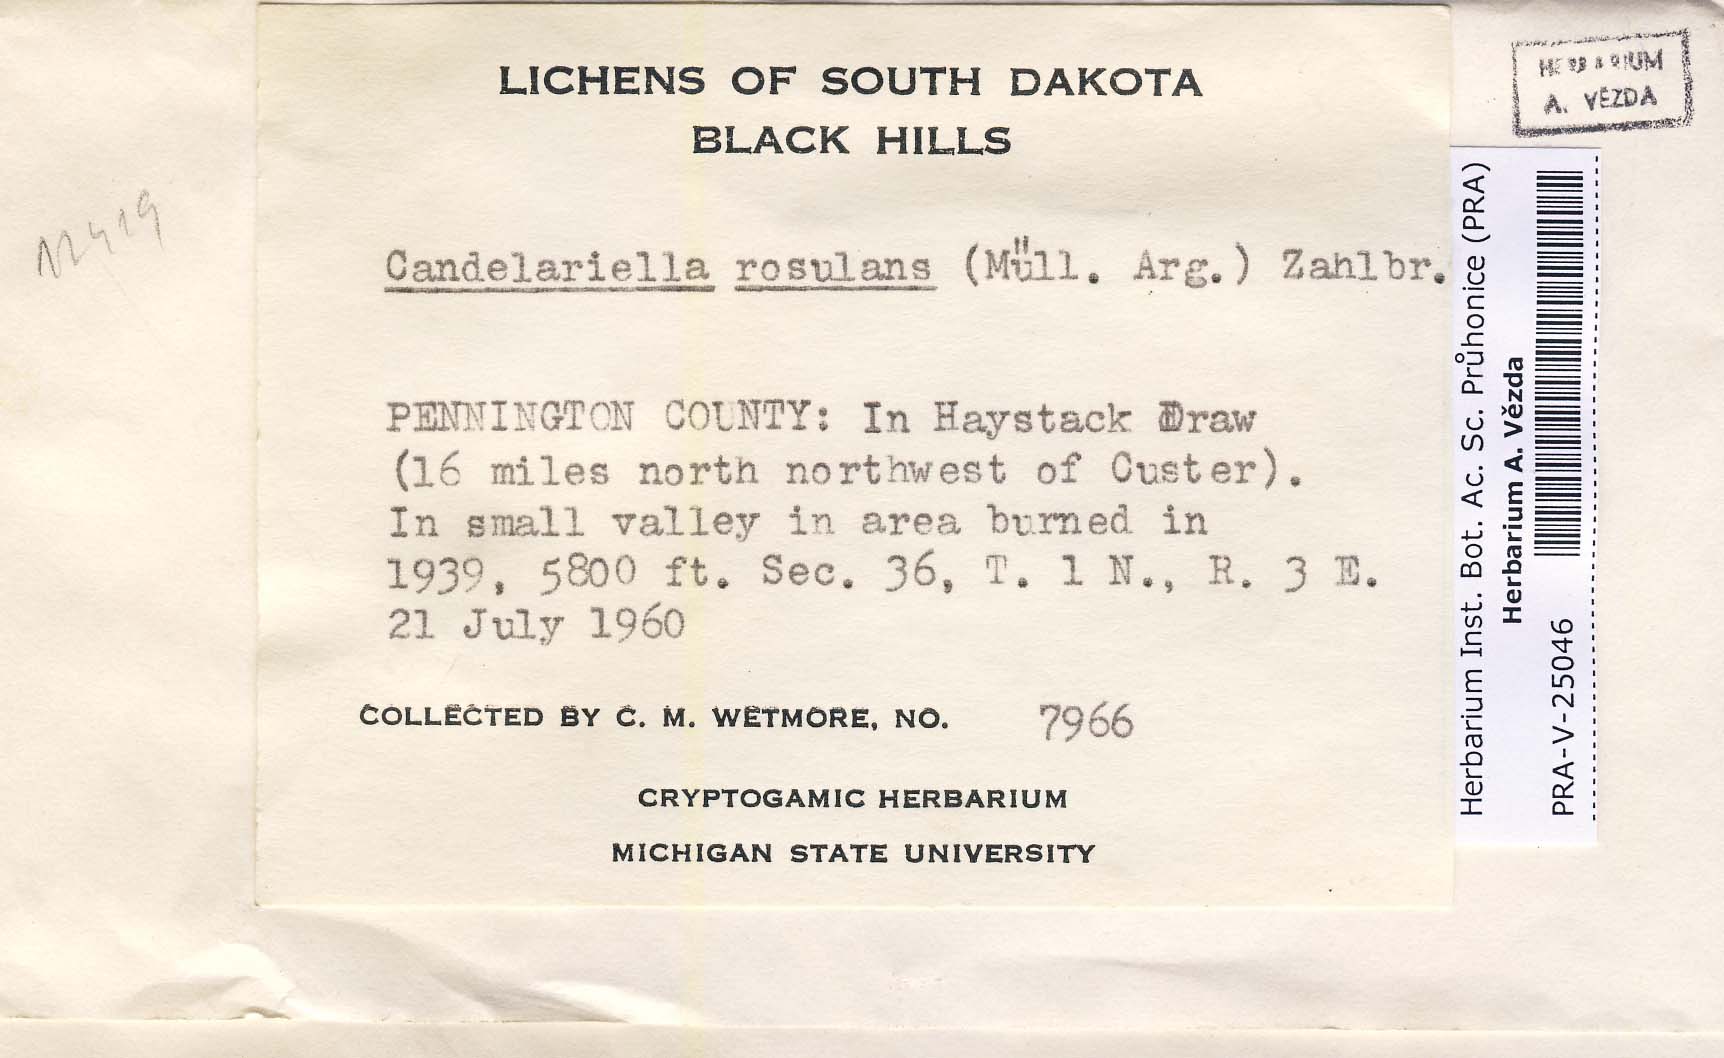 LICHENS OF SOUTH DAKOTA
BLACK HILLS
Candelariella rosulans (Müll. Arg.) Zahlbr.
PENNINGTON COUNTY: In Haystack Draw
(16 miles north northwest of Custer).
In small valley in area burned in
1939, 5800 ft. Sec. 36, T. 1 N., R. 3 E.
21 July 1960
COLLECTED BY C. M. WETMORE, NO. 7966
CRYPTOGAMIC HERBARIUM
MICHIGAN STATE UNIVERSITY
HERBARIUM
A. VĚZDA
Herbarium Inst. Bot. Ac. Sc. Průhonice (PRA)
Herbarium A. Vězda
PRA-V-25046